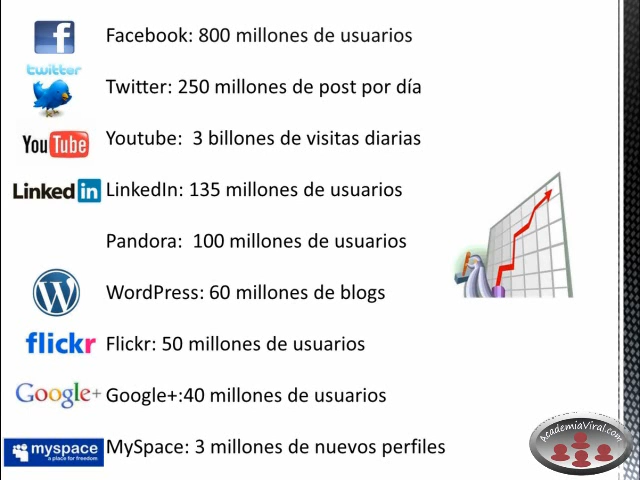 Facebook: 800 millones de usuarios
twitter
Twitter: 250 millones de post por día
YouTube
Youtube: 3 billones de visitas diarias
Linked in
LinkedIn: 135 millones de usuarios
Pandora: 100 millones de usuarios
WordPress: 60 millones de blogs
flickr
Flickr: 50 millones de usuarios
Google+
Google+:40 millones de usuarios
myspace
a place for freedom
MySpace: 3 millones de nuevos perfiles
AcademiaViral.com